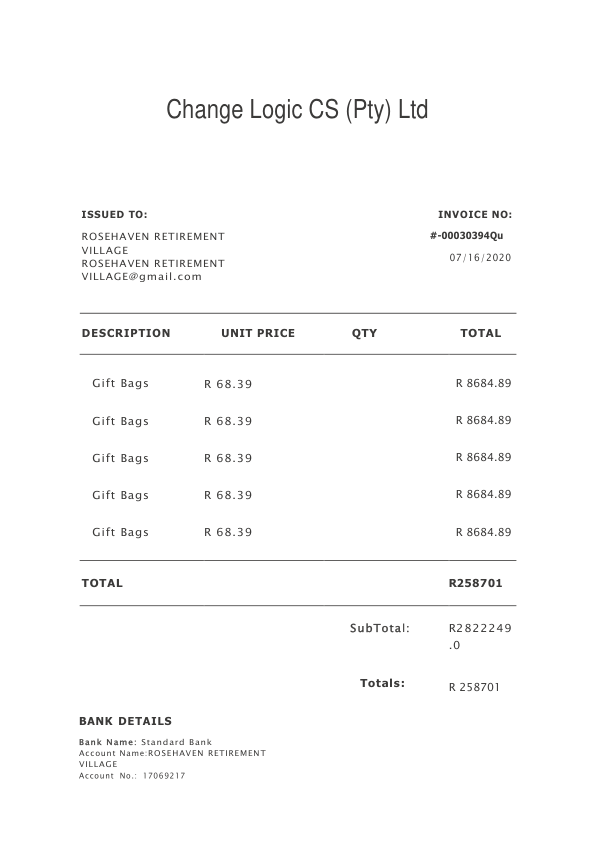 Change Logic CS (Pty) Ltd
ISSUED TO:
INVOICE NO:
ROSEHAVEN RETIREMENT
VILLAGE
ROSEHAVEN RETIREMENT
VILLAGE@gmail.com
#-00030394Qu
07/16/2020
DESCRIPTION UNIT PRICE QTY TOTAL
Gift Bags R 68.39 R 8684.89
Gift Bags R 68.39 R 8684.89
Gift Bags R 68.39 R 8684.89
Gift Bags R 68.39 R 8684.89
Gift Bags R 68.39 R 8684.89
TOTAL R258701
SubTotal: R2822249
.0
Totals: R 258701
BANK DETAILS
Bank Name: Standard Bank
Account Name:ROSEHAVEN RETIREMENT
VILLAGE
Account No.: 17069217